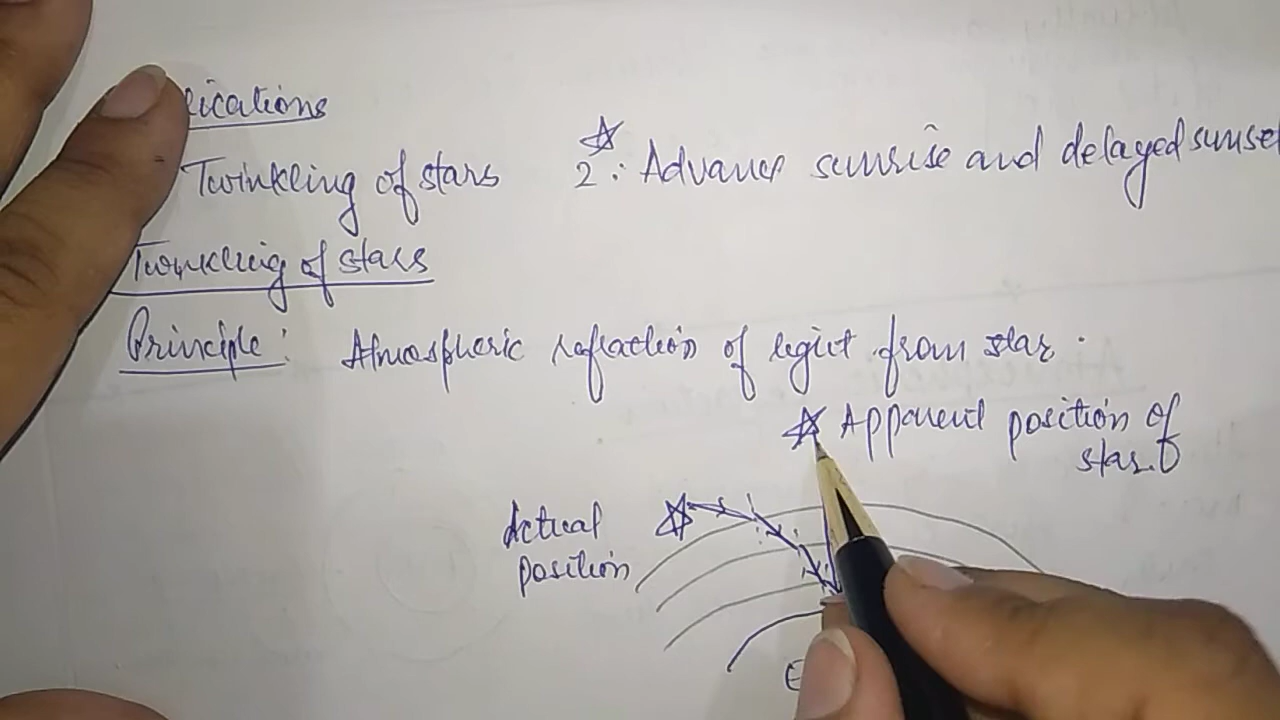 lications
Twinkling of stars 2: Advance sunrise and delayed sunset
Twinkling of stars
Principle: Atmospheric refraction of light from star.
Apparent position of
star.
Actual
position
E